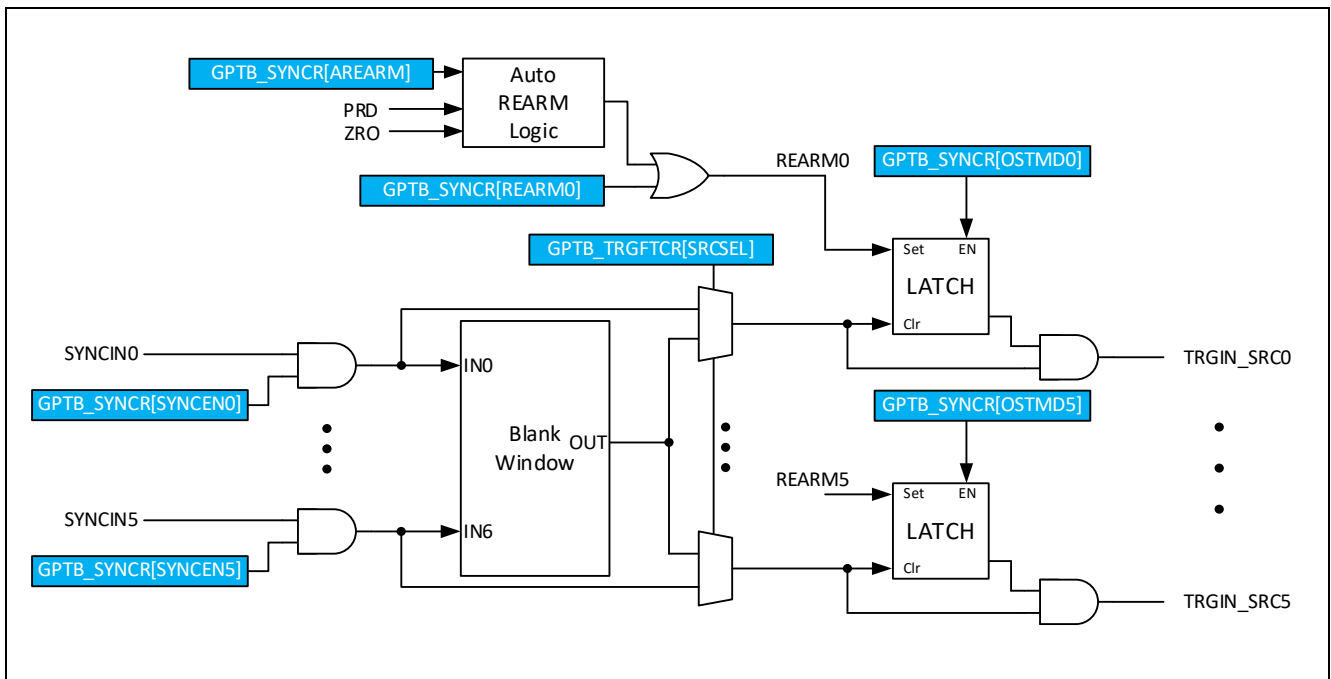 GPTB_SYNCR[AREARM]
Auto
REARM
Logic
PRD
ZRO
REARM0
GPTB_SYNCR[OSTMD0]
GPTB_SYNCR[REARM0]
GPTB_TRGFTCR[SRCSEL]
Set EN
LATCH
Clr
SYNCIN0
IN0
TRGIN_SRC0
GPTB_SYNCR[SYNCEN0]
GPTB_SYNCR[OSTMD5]
Blank
Window
OUT
REARM5
Set EN
LATCH
Clr
SYNCIN5
IN6
GPTB_SYNCR[SYNCEN5]
TRGIN_SRC5